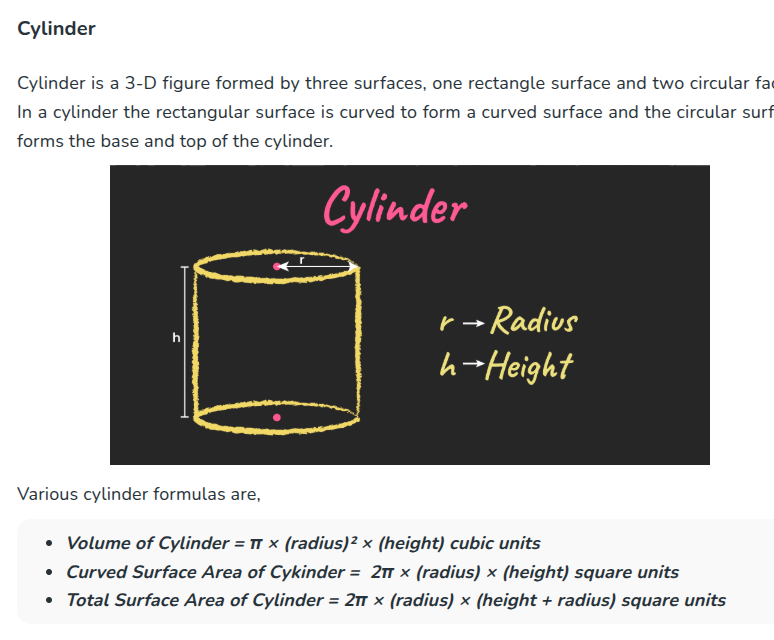 Cylinder
Cylinder is a 3-D figure formed by three surfaces, one rectangle surface and two circular
In a cylinder the rectangular surface is curved to form a curved surface and the circular
forms the base and top of the cylinder.
Cylinder
r
h
r → Radius
h → Height
Various cylinder formulas are,
• Volume of Cylinder = π × (radius)² × (height) cubic units
• Curved Surface Area of Cykinder = 2π × (radius) × (height) square units
• Total Surface Area of Cylinder = 2π × (radius) × (height + radius) square units